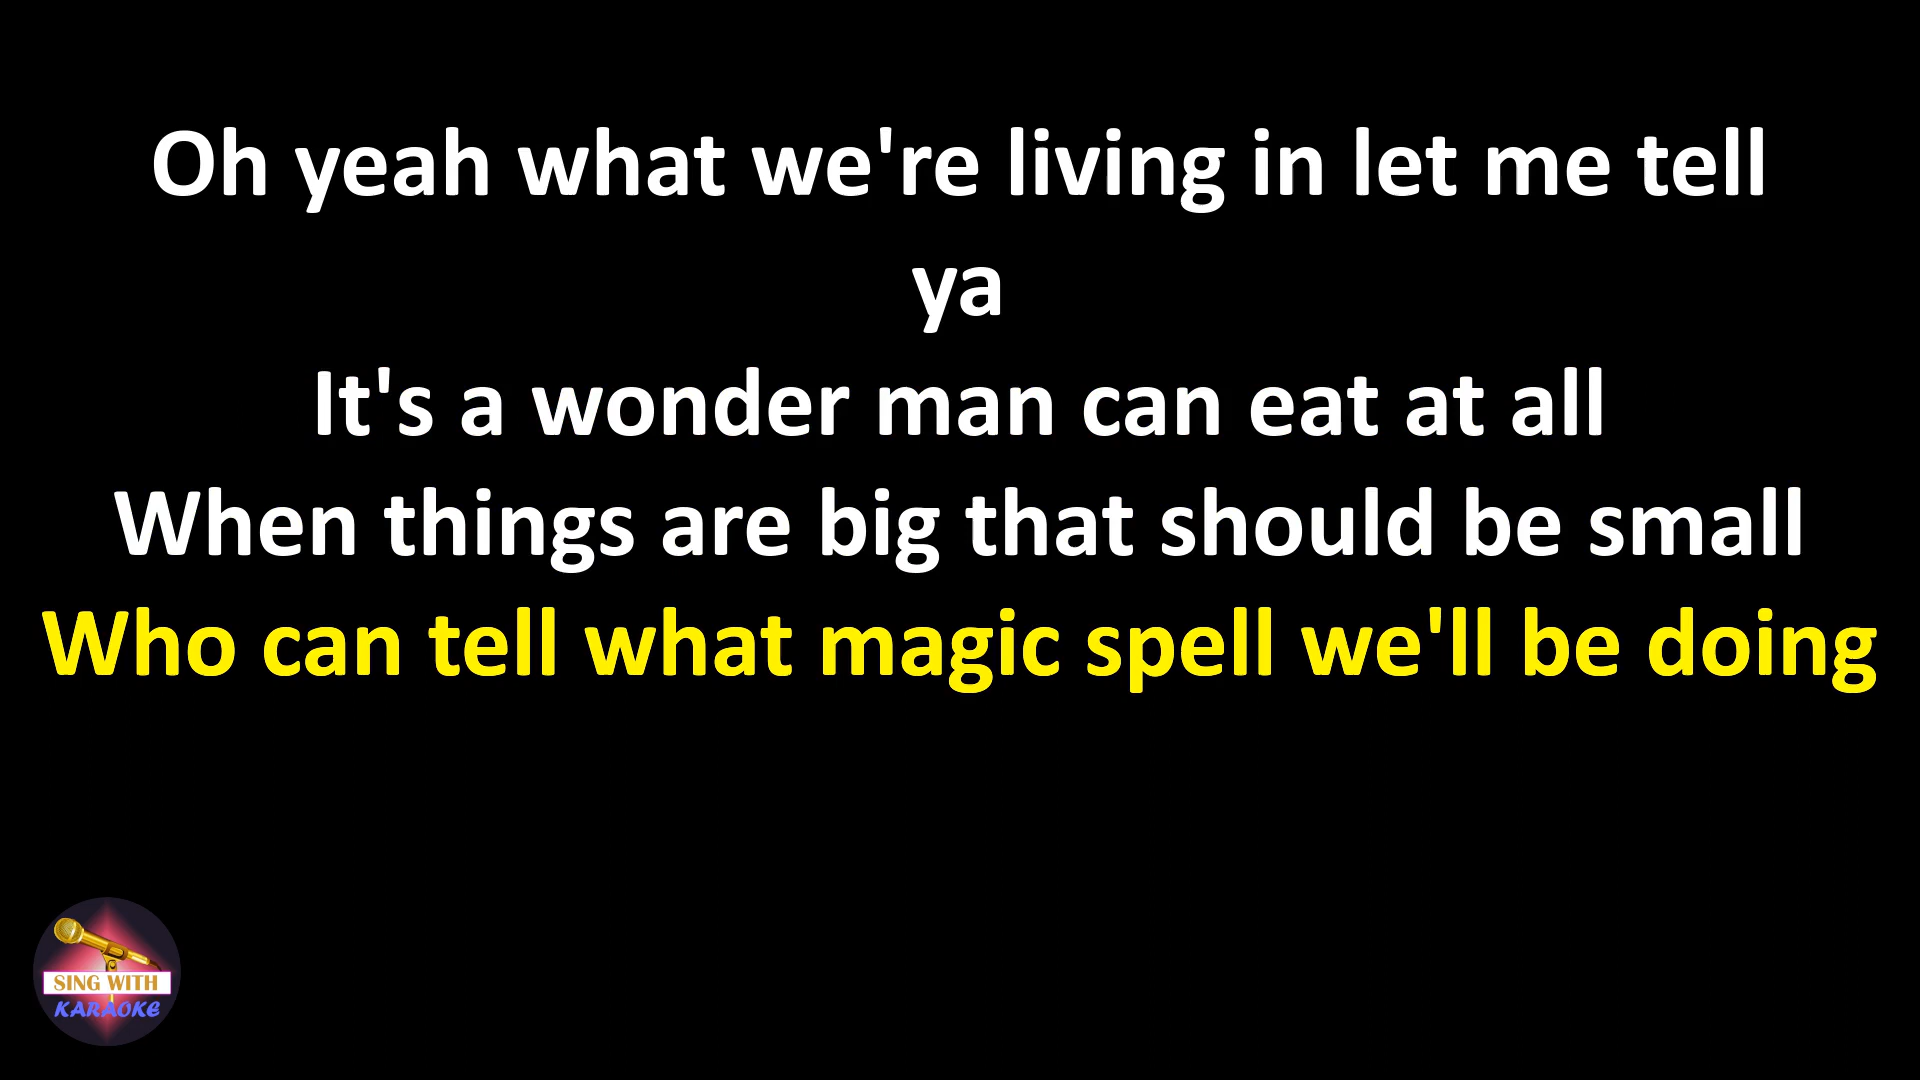 Oh yeah what we're living in let me tell
ya
It's a wonder man can eat at all
When things are big that should be small
Who can tell what magic spell we'll be doing
SING WITH
KARAOKE